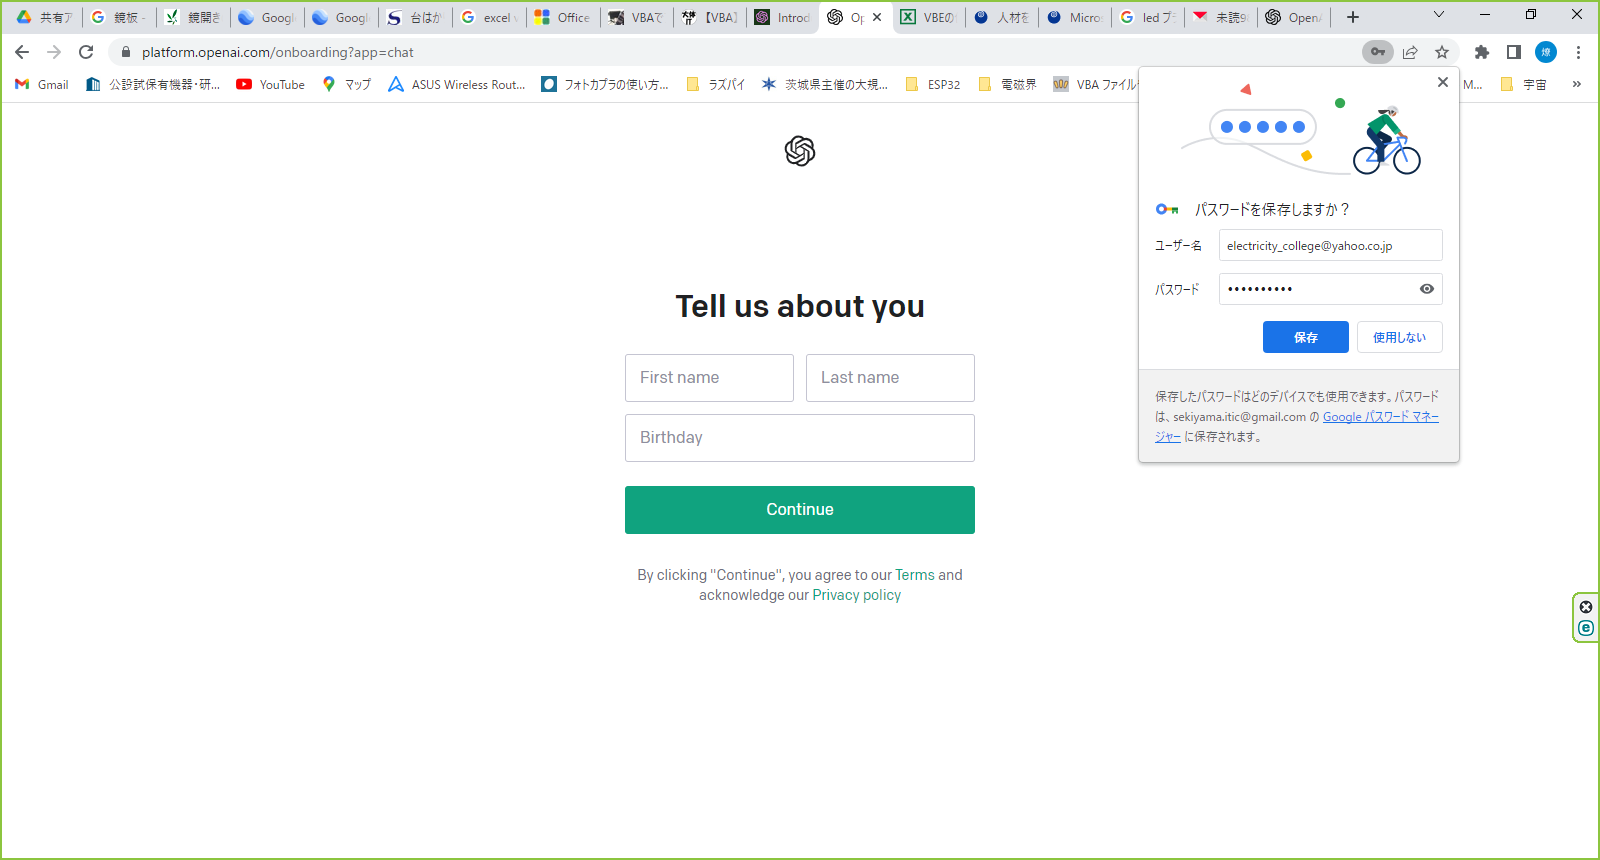 共有ア
鏡板 -
鏡開き
Googl
Googl
台はか
excel v
Office
VBAで
【VBA】
Introd
Op
VBEの
人材を
Micro
led ブ
未読9
OpenA
platform.openai.com/onboarding?app=chat
燎
Gmail
公設試保有機器・研...
YouTube
マップ
ASUS Wireless Rout...
フォトカプラの使い方...
ラズパイ
茨城県主催の大規...
ESP32
電磁界
VBA ファイル
M...
宇宙
»
パスワードを保存しますか？
ユーザー名
electricity_college@yahoo.co.jp
パスワード
••••••••••
保存
使用しない
保存したパスワードはどのデバイスでも使用できます。パスワード
は、sekiyama.itic@gmail.com の Google パスワード マネー
ジャー に保存されます。
Tell us about you
First name
Last name
Birthday
Continue
By clicking "Continue", you agree to our Terms and
acknowledge our Privacy policy